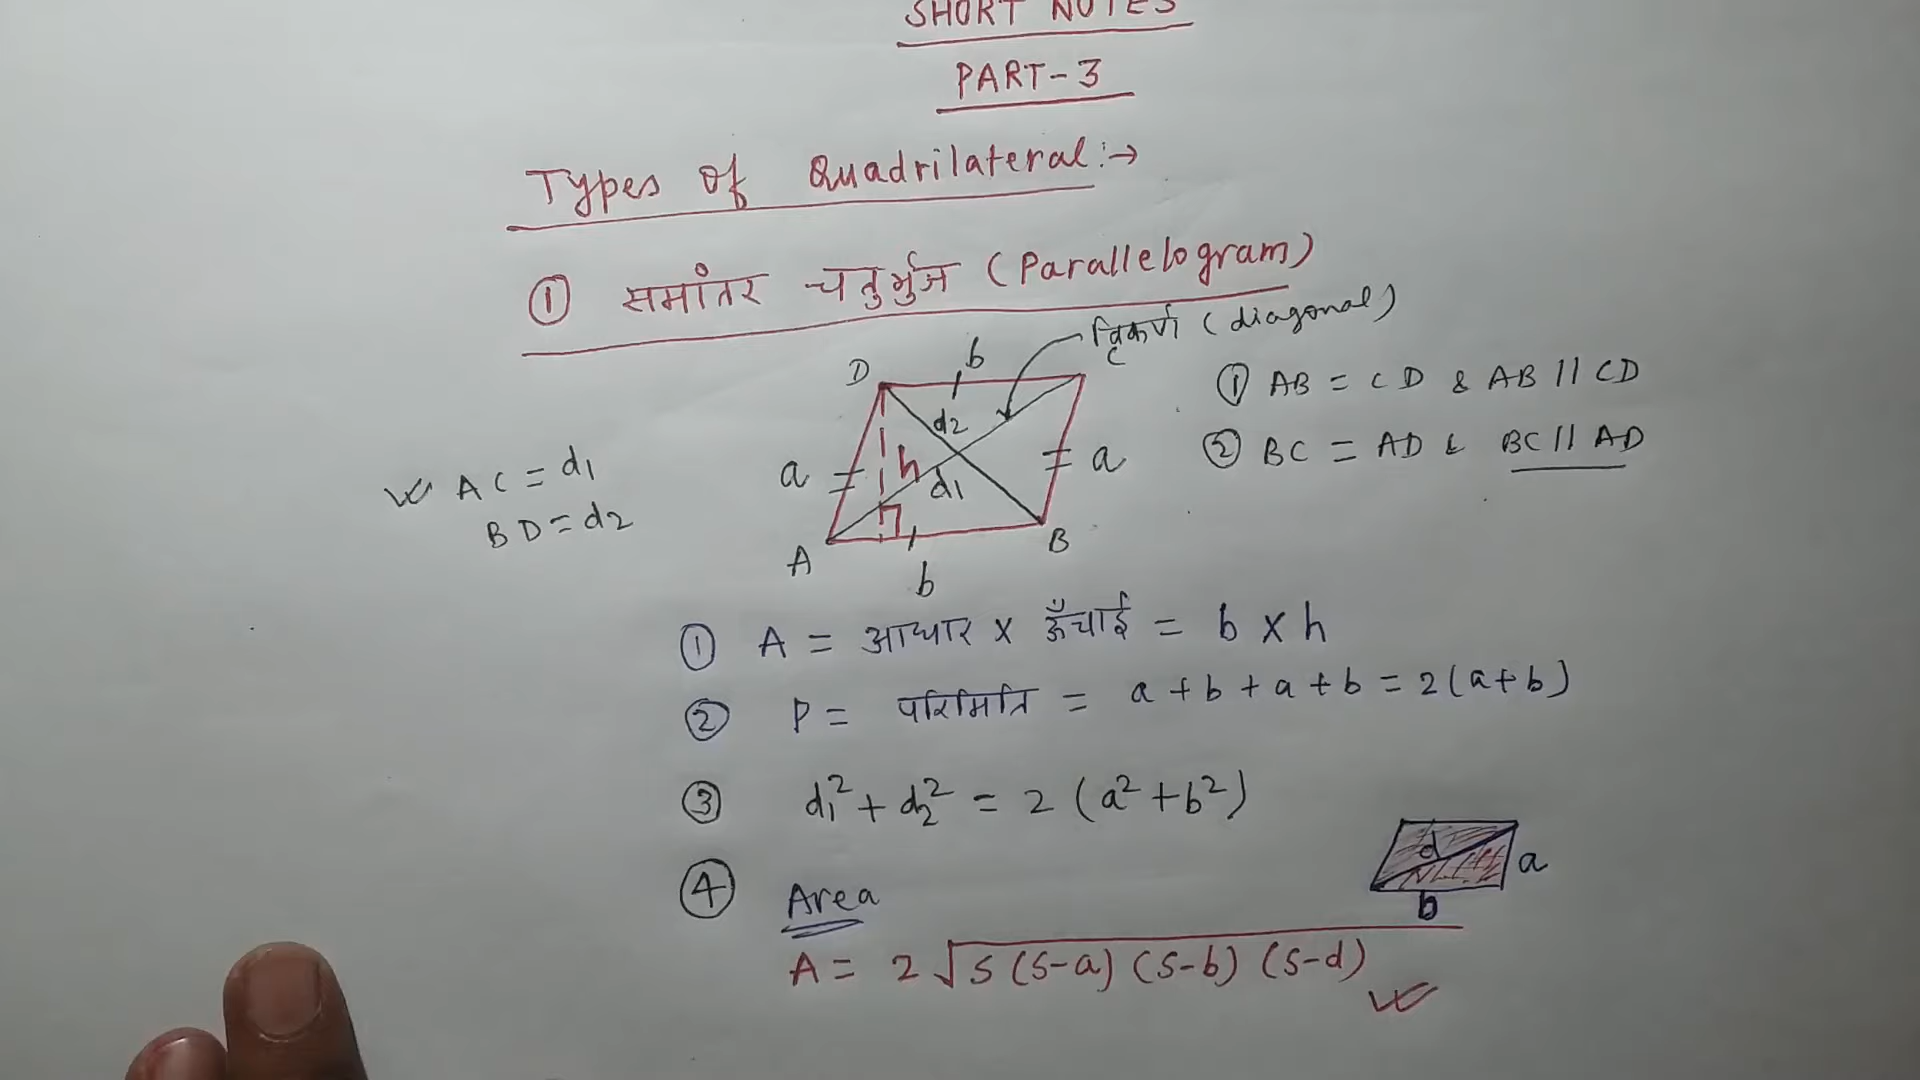 SHORT NOTES
PART-3
Types of Quadrilateral:→
① समांतर चतुर्भुज (Parallelogram)
विकर्ण (diagonal)
D b C
① AB = CD & AB || CD
d2
② BC = AD & BC || AD
a h a
d1
AC = d1
BD = d2
A B
b
① A = आधार × ऊँचाई = b × h
② P = परिमिति = a + b + a + b = 2(a+b)
③ d₁² + d₂² = 2 (a² + b²)
d a
b
④ Area
A = 2 √s (s-a) (s-b) (s-d)